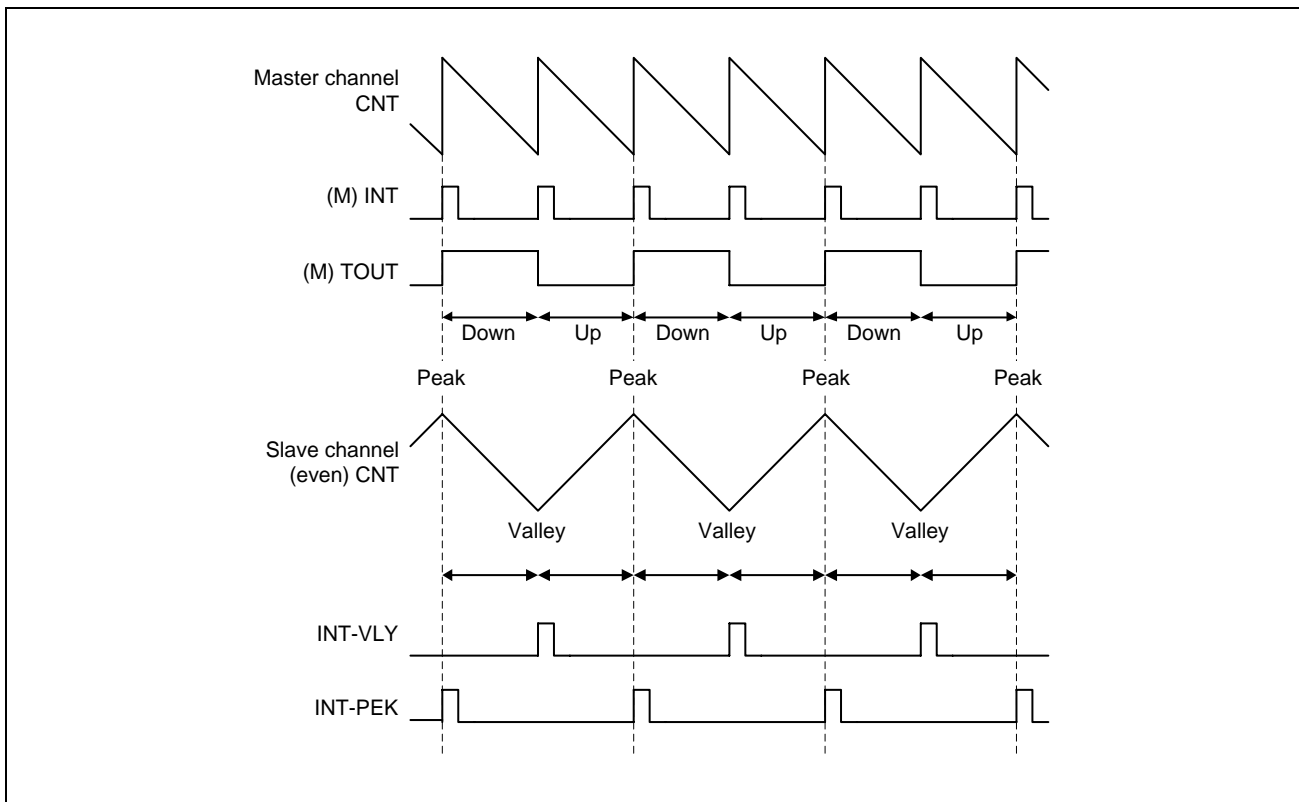 Master channel
CNT
(M) INT
(M) TOUT
Down Up Down Up Down Up
Peak Peak Peak Peak
Slave channel
(even) CNT
Valley Valley Valley
INT-VLY
INT-PEK